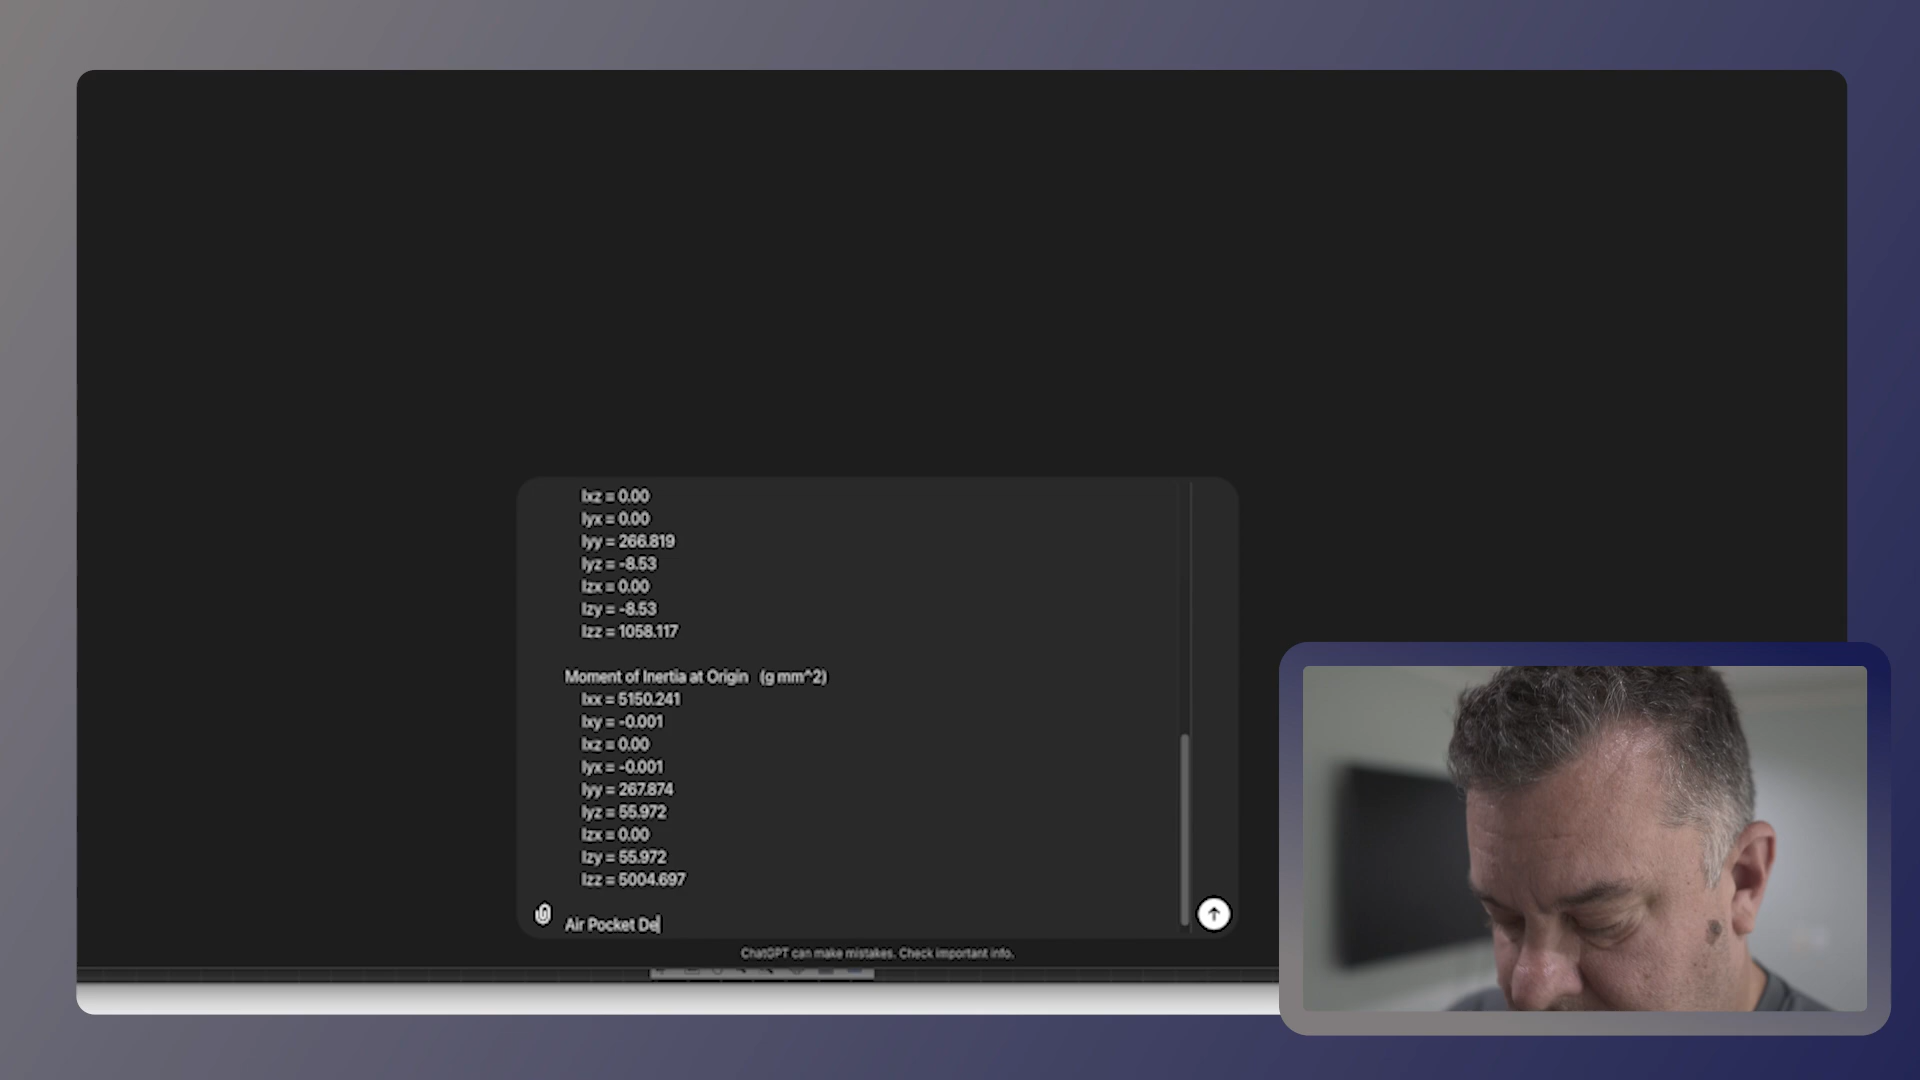 Ixz = 0.00
Iyx = 0.00
Iyy = 266.819
Iyz = -8.53
Izx = 0.00
Izy = -8.53
Izz = 1058.117
Moment of Inertia at Origin (g mm^2)
Ixx = 5150.241
Ixy = -0.001
Ixz = 0.00
Iyx = -0.001
Iyy = 267.874
Iyz = 55.972
Izx = 0.00
Izy = 55.972
Izz = 5004.697
Air Pocket De
ChatGPT can make mistakes. Check important info.